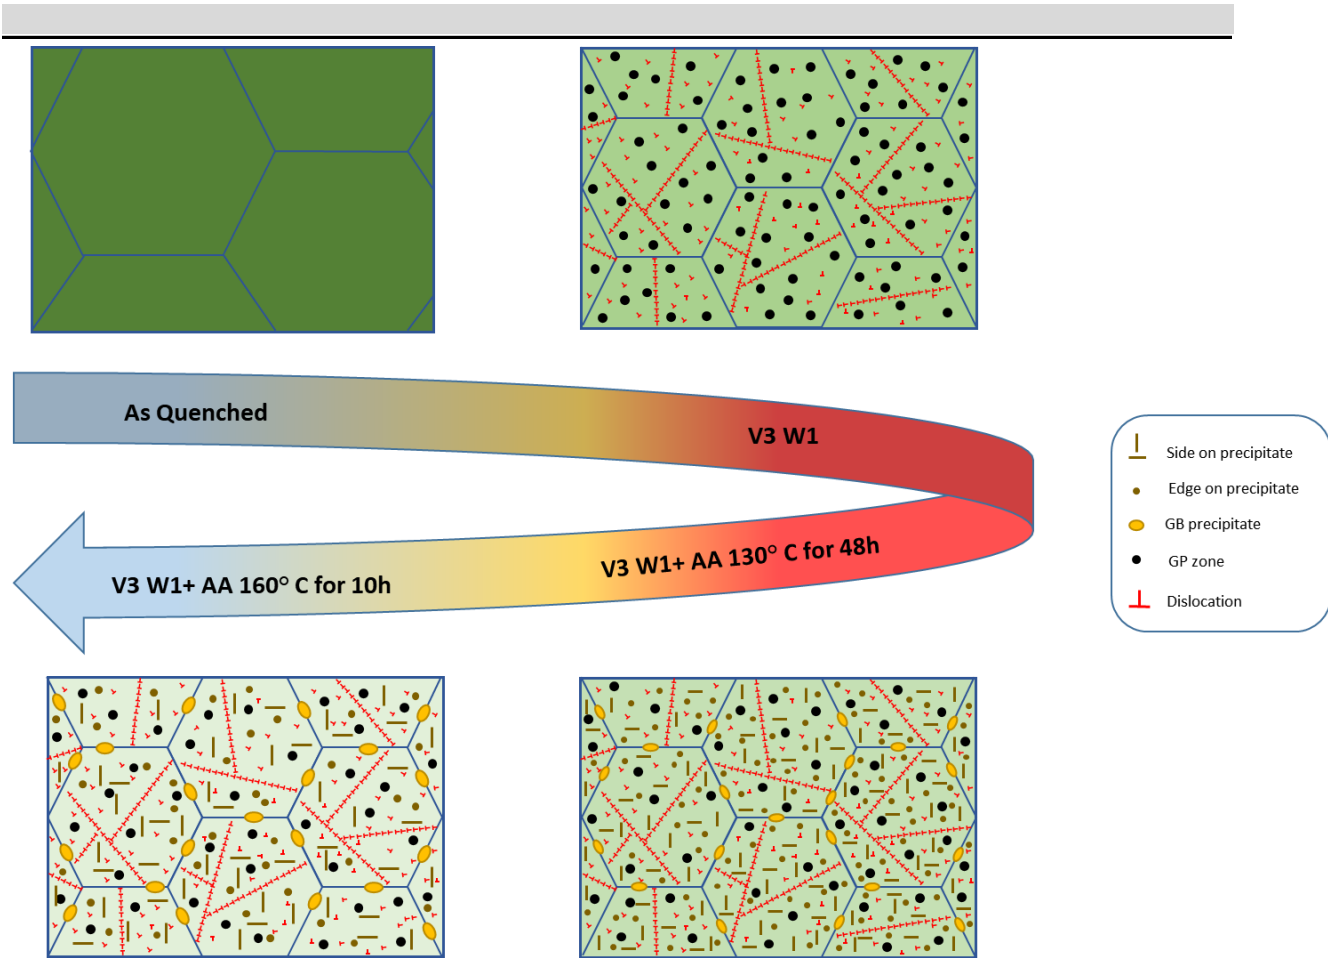 As Quenched
V3 W1
V3 W1+ AA 130° C for 48h
V3 W1+ AA 160° C for 10h
Side on precipitate
Edge on precipitate
GB precipitate
GP zone
Dislocation